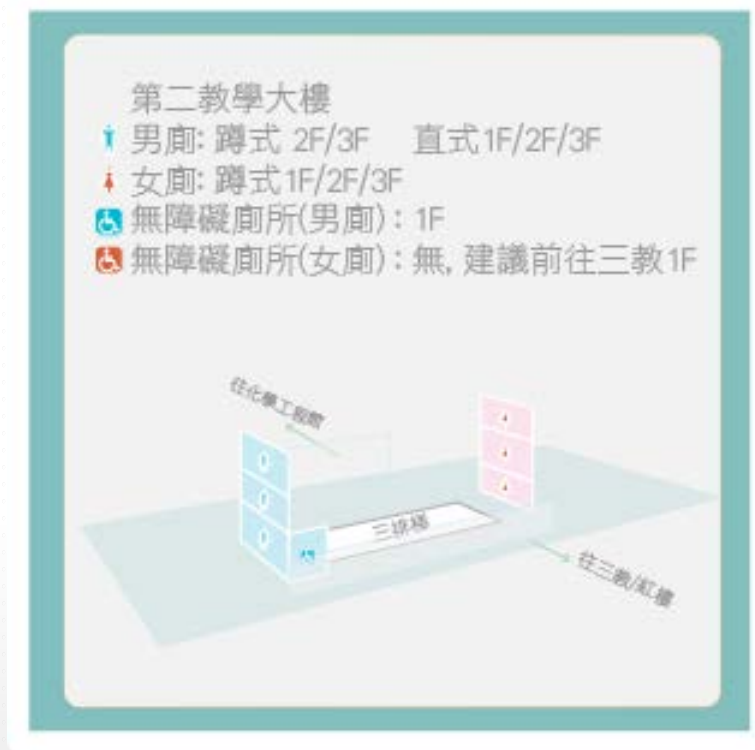 第二教學大樓
男廁: 蹲式 2F/3F 直式1F/2F/3F
女廁: 蹲式1F/2F/3F
無障礙廁所(男廁): 1F
無障礙廁所(女廁): 無, 建議前往三教1F
往化學工程館
往三教/紅樓